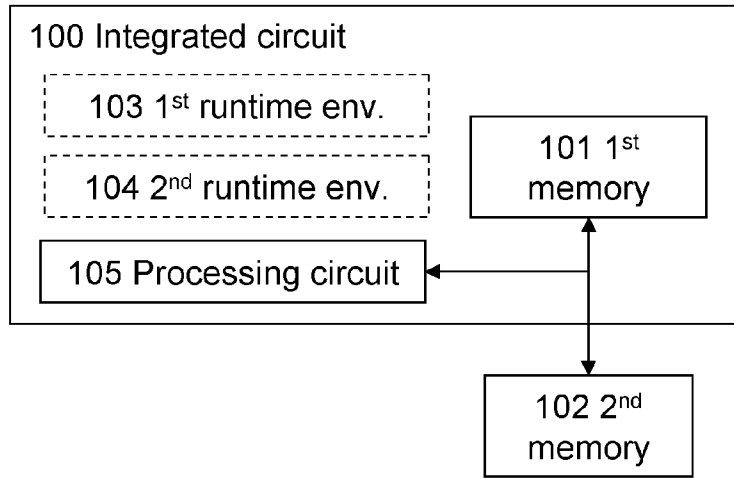 100 Integrated circuit
103 1st runtime env.
104 2nd runtime env.
105 Processing circuit
101 1st
memory
102 2nd
memory